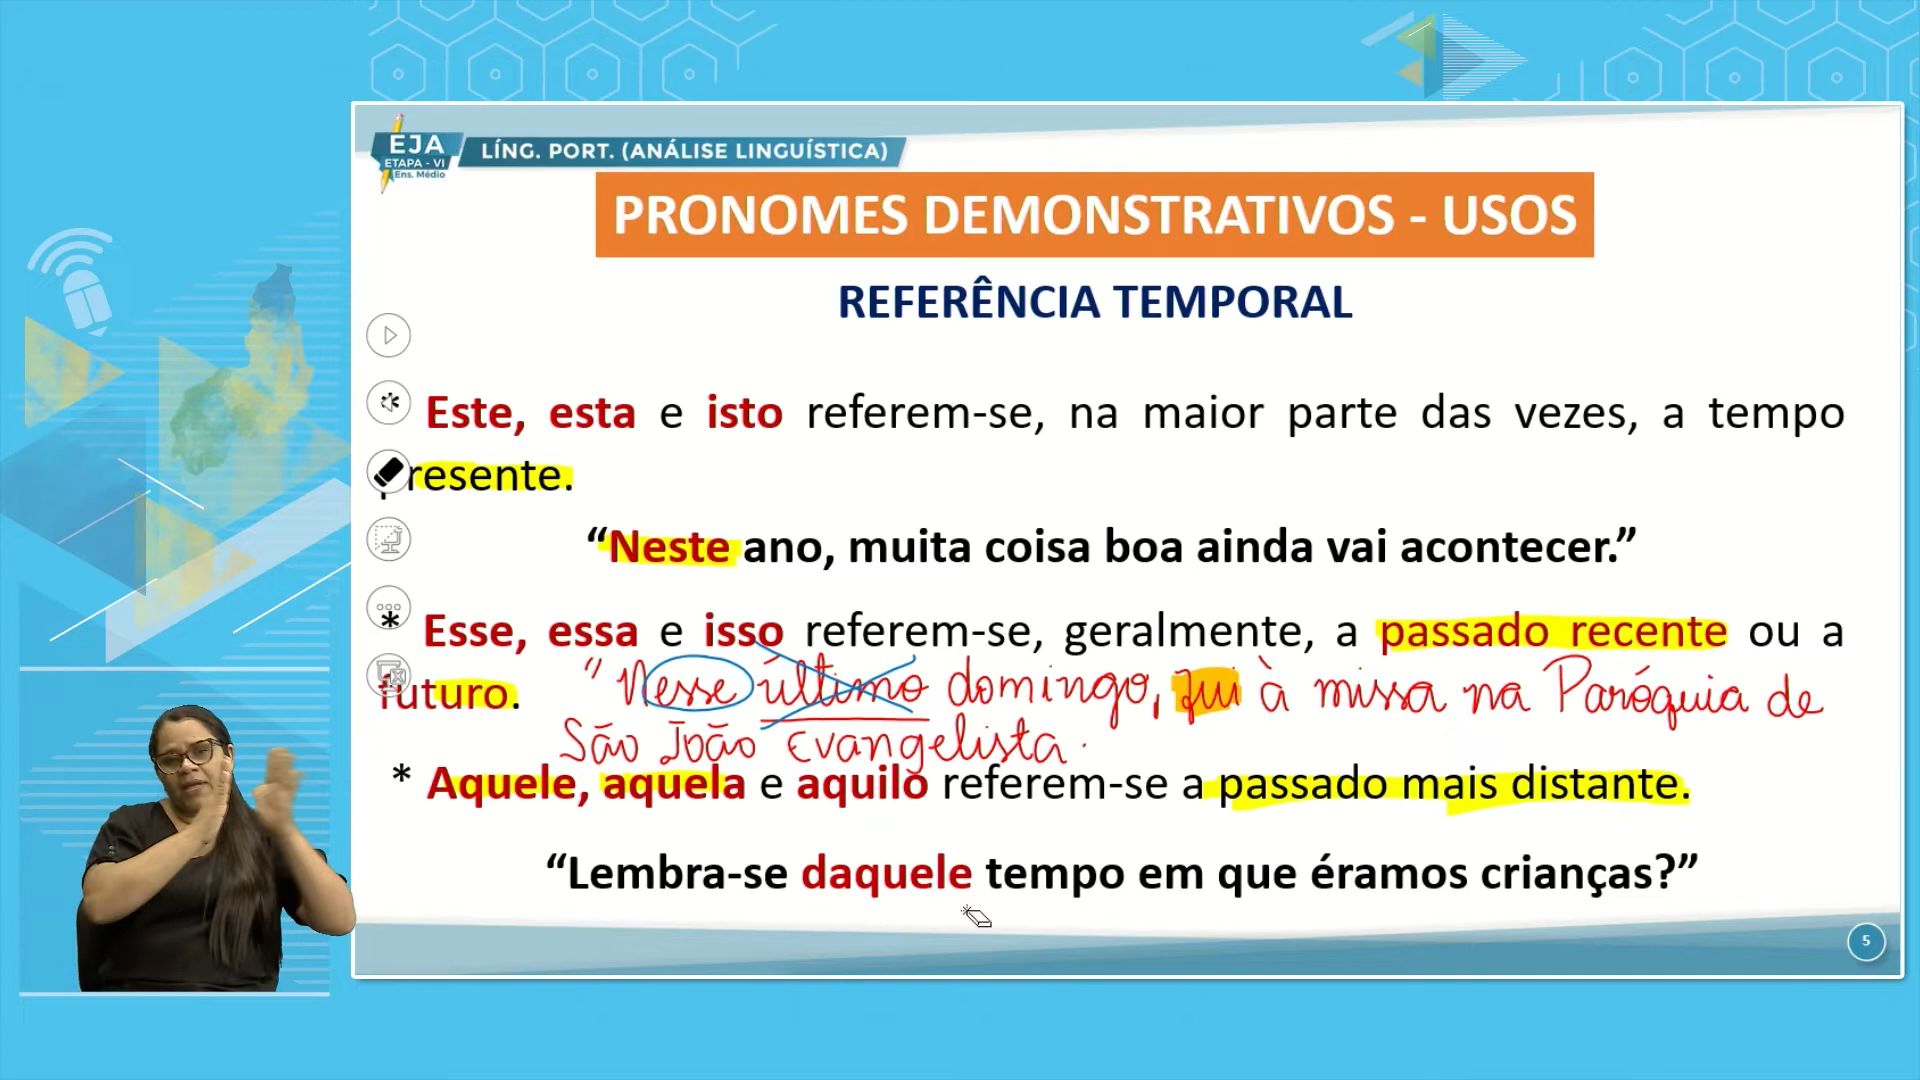 EJA
ETAPA - VI
Ens. Médio
LÍNG. PORT. (ANÁLISE LINGUÍSTICA)
PRONOMES DEMONSTRATIVOS - USOS
REFERÊNCIA TEMPORAL
* Este, esta e isto referem-se, na maior parte das vezes, a tempo
presente.
“Neste ano, muita coisa boa ainda vai acontecer.”
* Esse, essa e isso referem-se, geralmente, a passado recente ou a
futuro.
"Nesse último domingo, fui à missa na Paróquia de
São João Evangelista.
* Aquele, aquela e aquilo referem-se a passado mais distante.
“Lembra-se daquele tempo em que éramos crianças?”
5